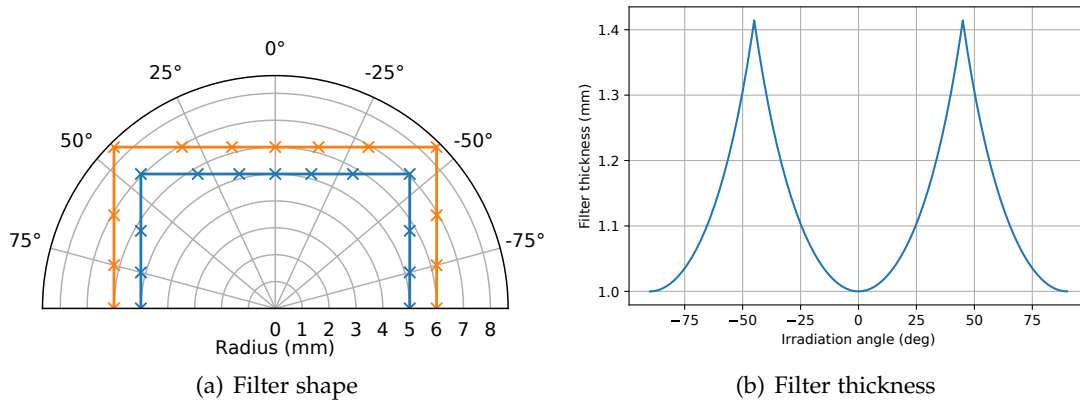 0°
25°
-25°
50°
-50°
75°
-75°
0 1 2 3 4 5 6 7 8
Radius (mm)
(a) Filter shape
1.4
1.3
1.2
1.1
1.0
Filter thickness (mm)
−75 −50 −25 0 25 50 75
Irradiation angle (deg)
(b) Filter thickness